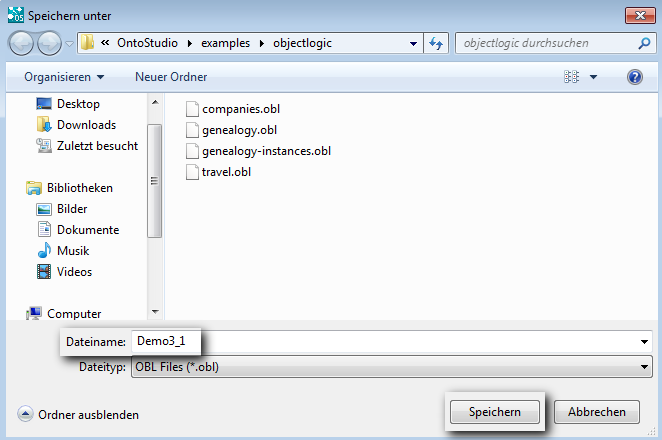 DS Speichern unter
« OntoStudio examples objectlogic objectlogic durchsuchen
Organisieren Neuer Ordner
Desktop
Downloads
Zuletzt besucht
Bibliotheken
Bilder
Dokumente
Musik
Videos
Computer
companies.obl
genealogy.obl
genealogy-instances.obl
travel.obl
Dateiname: Demo3_1
Dateityp: OBL Files (*.obl)
Ordner ausblenden Speichern Abbrechen